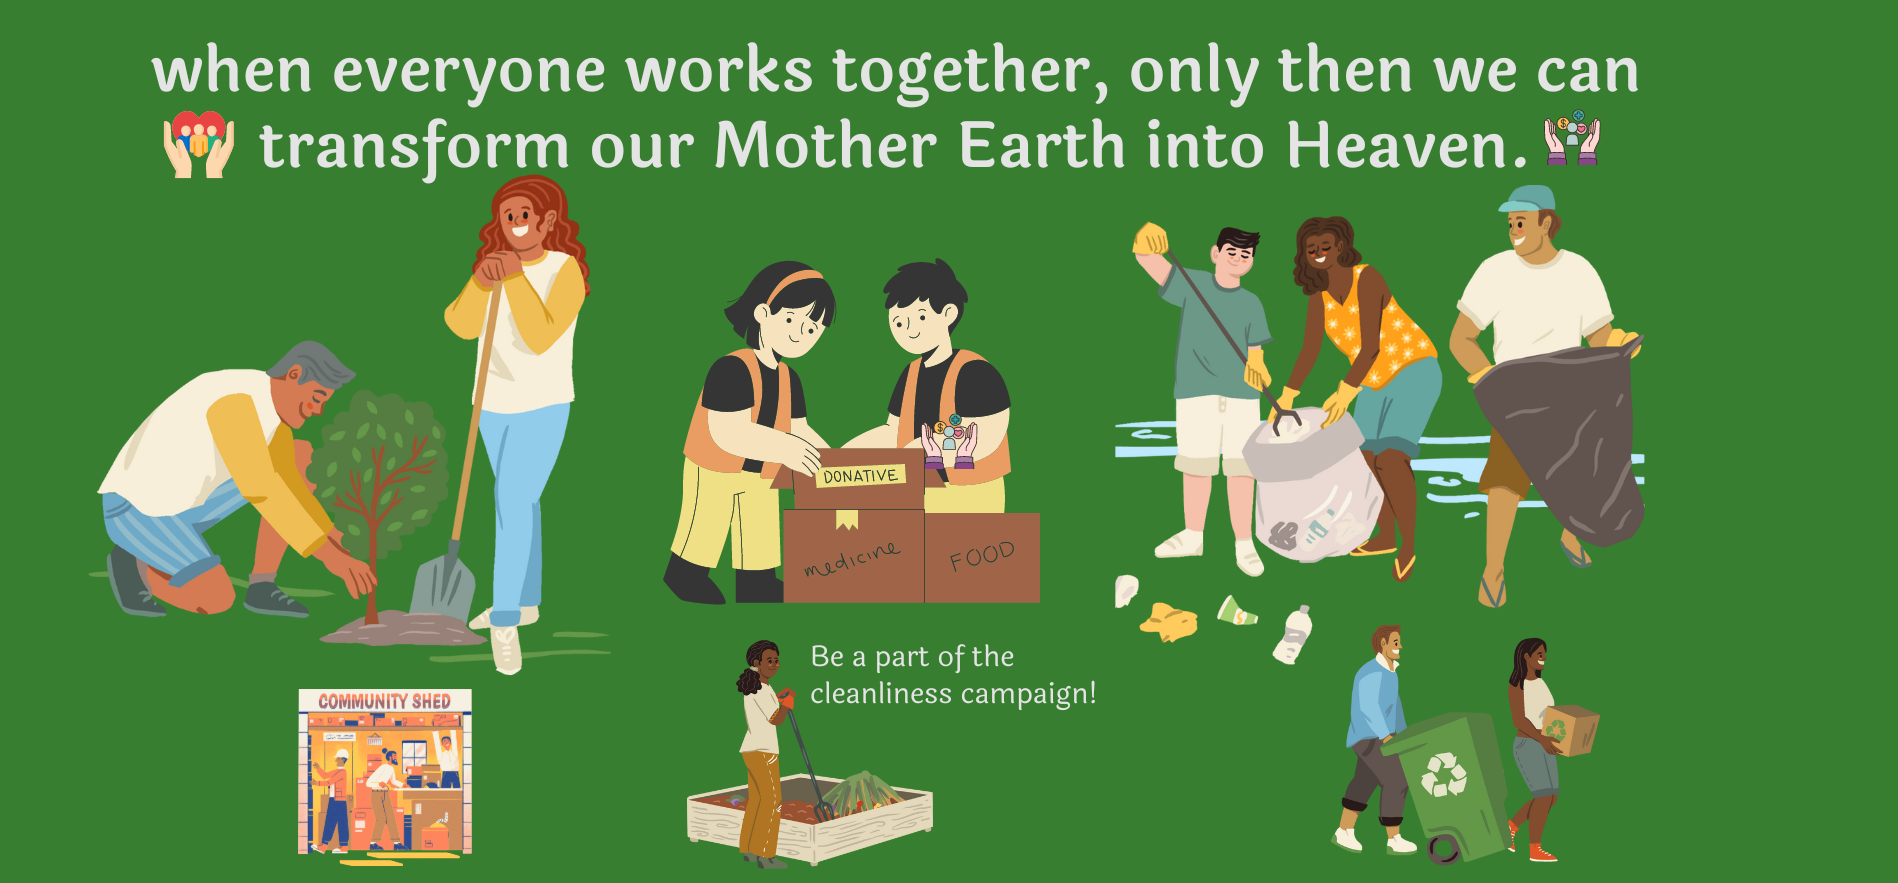 when everyone works together, only then we can
transform our Mother Earth into Heaven.
DONATIVE
medicine
FOOD
Be a part of the
cleanliness campaign!
COMMUNITY SHED